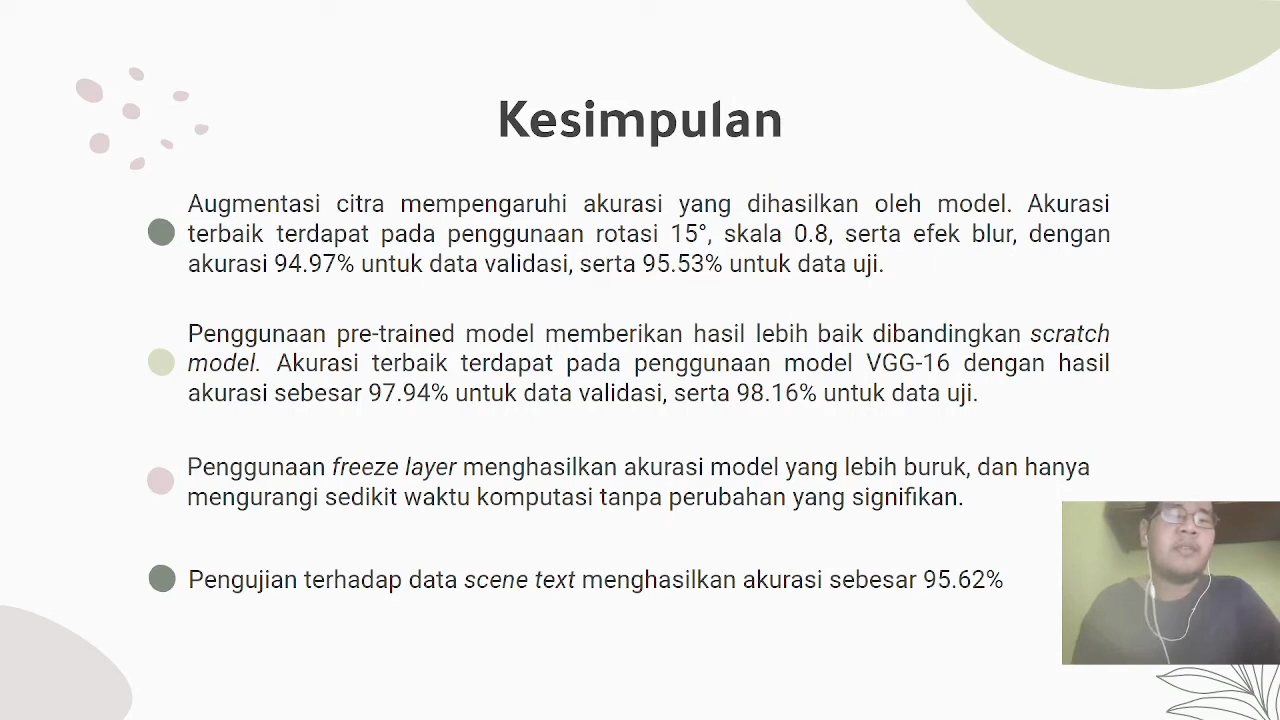 Kesimpulan
Augmentasi citra mempengaruhi akurasi yang dihasilkan oleh model. Akurasi
terbaik terdapat pada penggunaan rotasi 15°, skala 0.8, serta efek blur, dengan
akurasi 94.97% untuk data validasi, serta 95.53% untuk data uji.
Penggunaan pre-trained model memberikan hasil lebih baik dibandingkan scratch
model. Akurasi terbaik terdapat pada penggunaan model VGG-16 dengan hasil
akurasi sebesar 97.94% untuk data validasi, serta 98.16% untuk data uji.
Penggunaan freeze layer menghasilkan akurasi model yang lebih buruk, dan hanya
mengurangi sedikit waktu komputasi tanpa perubahan yang signifikan.
Pengujian terhadap data scene text menghasilkan akurasi sebesar 95.62%